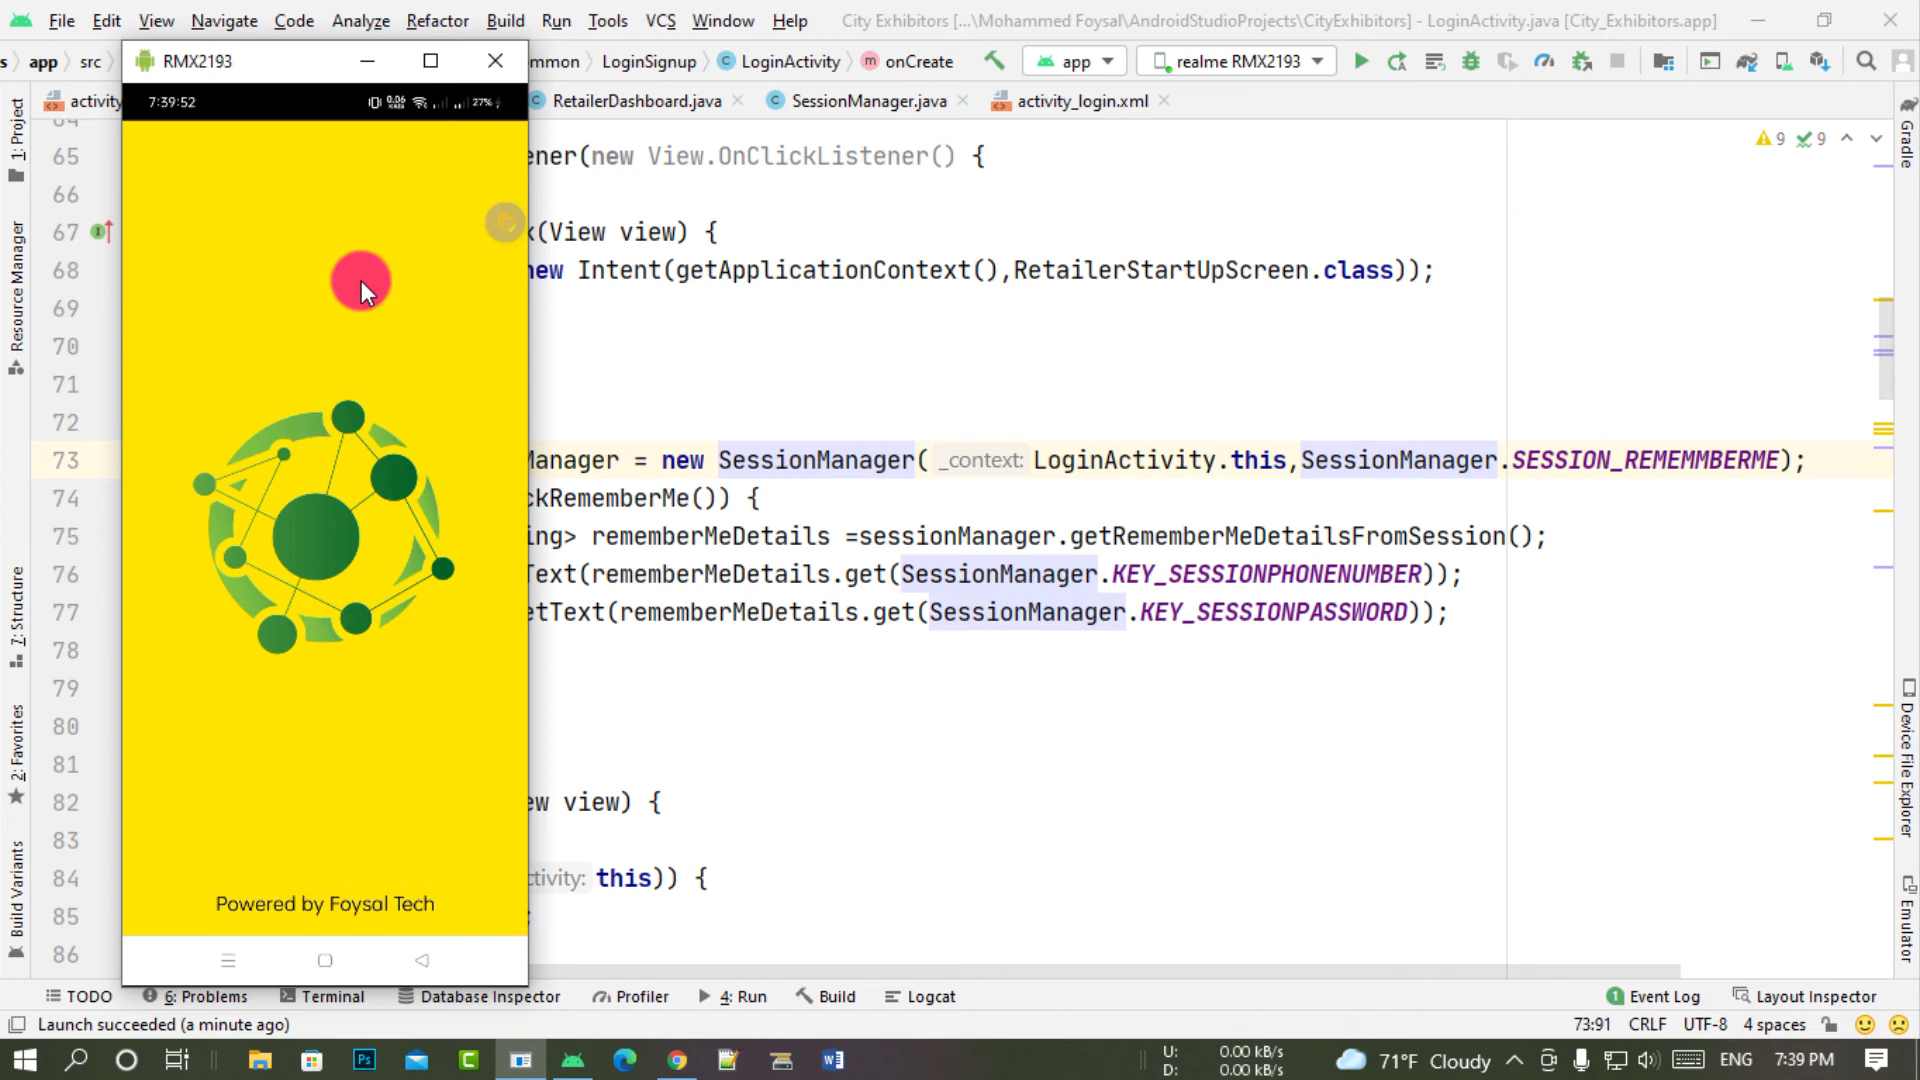 File Edit View Navigate Code Analyze Refactor Build Run Tools VCS Window Help City Exhibitors [...\Mohammed Foysal\AndroidStudioProjects\CityExhibitors] - LoginActivity.java [City_Exhibitors.app]
s app src mmon LoginSignup LoginActivity onCreate app realme RMX2193
RMX2193
activity RetailerDashboard.java SessionManager.java activity_login.xml
7:39:52 27%
64
65 ener(new View.OnClickListener() {
9 9
66
67 k(View view) {
68 new Intent(getApplicationContext(),RetailerStartUpScreen.class));
69
70
71
72
73 Manager = new SessionManager( _context: LoginActivity.this,SessionManager.SESSION_REMEMMBERME);
74 ckRememberMe()) {
75 ing> rememberMeDetails =sessionManager.getRememberMeDetailsFromSession();
76 Text(rememberMeDetails.get(SessionManager.KEY_SESSIONPHONENUMBER));
77 etText(rememberMeDetails.get(SessionManager.KEY_SESSIONPASSWORD));
78
79
80
81
82 ew view) {
83
84 ctivity: this)) {
85 ;
86
Powered by Foysal Tech
1: Project
Resource Manager
7: Structure
2: Favorites
Build Variants
Gradle
Device File Explorer
Emulator
TODO 6: Problems Terminal Database Inspector Profiler 4: Run Build Logcat 1 Event Log Layout Inspector
Launch succeeded (a minute ago) 73:91 CRLF UTF-8 4 spaces
U: 0.00 kB/s
D: 0.00 kB/s
71°F Cloudy ENG 7:39 PM